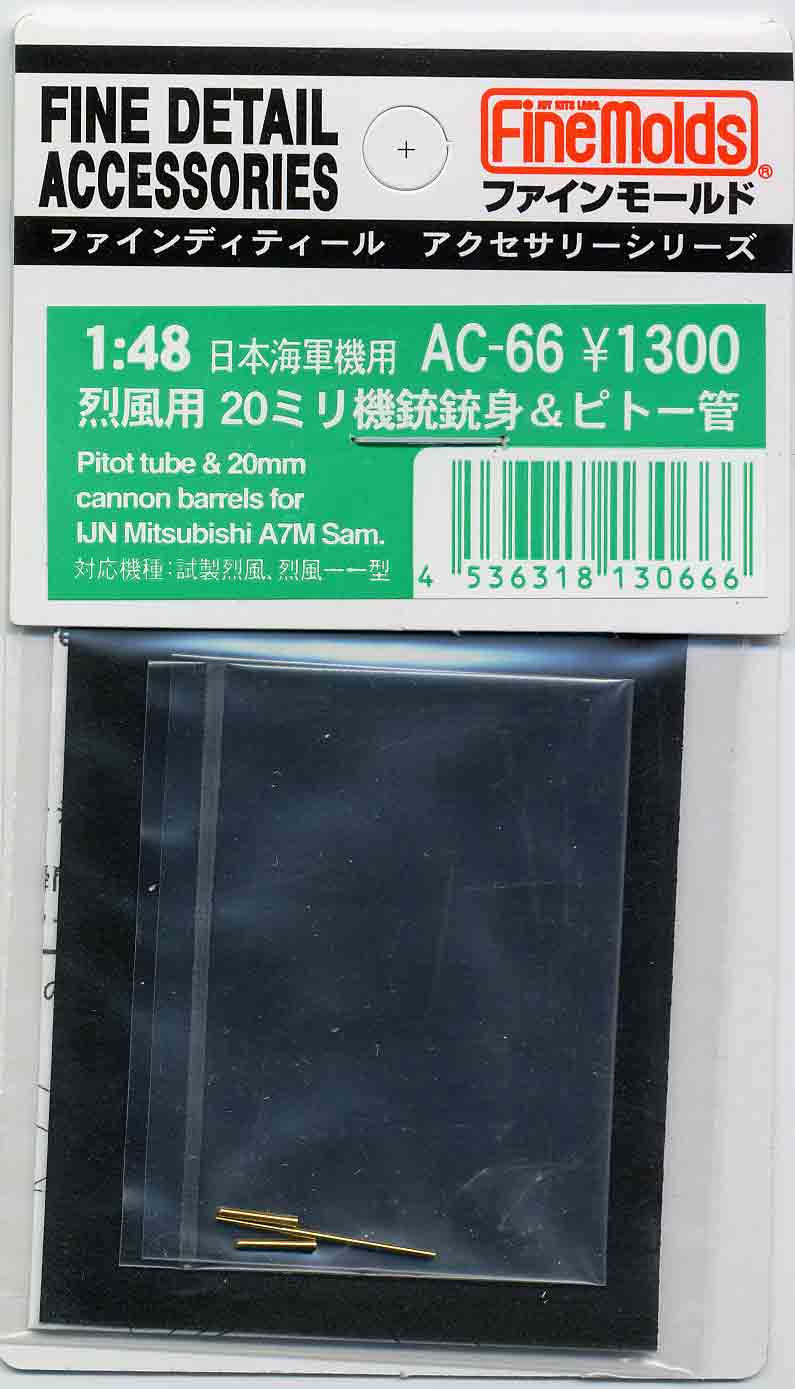 FINE DETAIL
ACCESSORIES
JOY KITS LABO.
FineMolds
®
ファインモールド
ファインディティール アクセサリーシリーズ
1:48 日本海軍機用 AC-66 ¥1300
烈風用 20ミリ機銃銃身&ピトー管
Pitot tube & 20mm
cannon barrels for
IJN Mitsubishi A7M Sam.
対応機種:試製烈風、烈風一一型
4 536318 130666
の